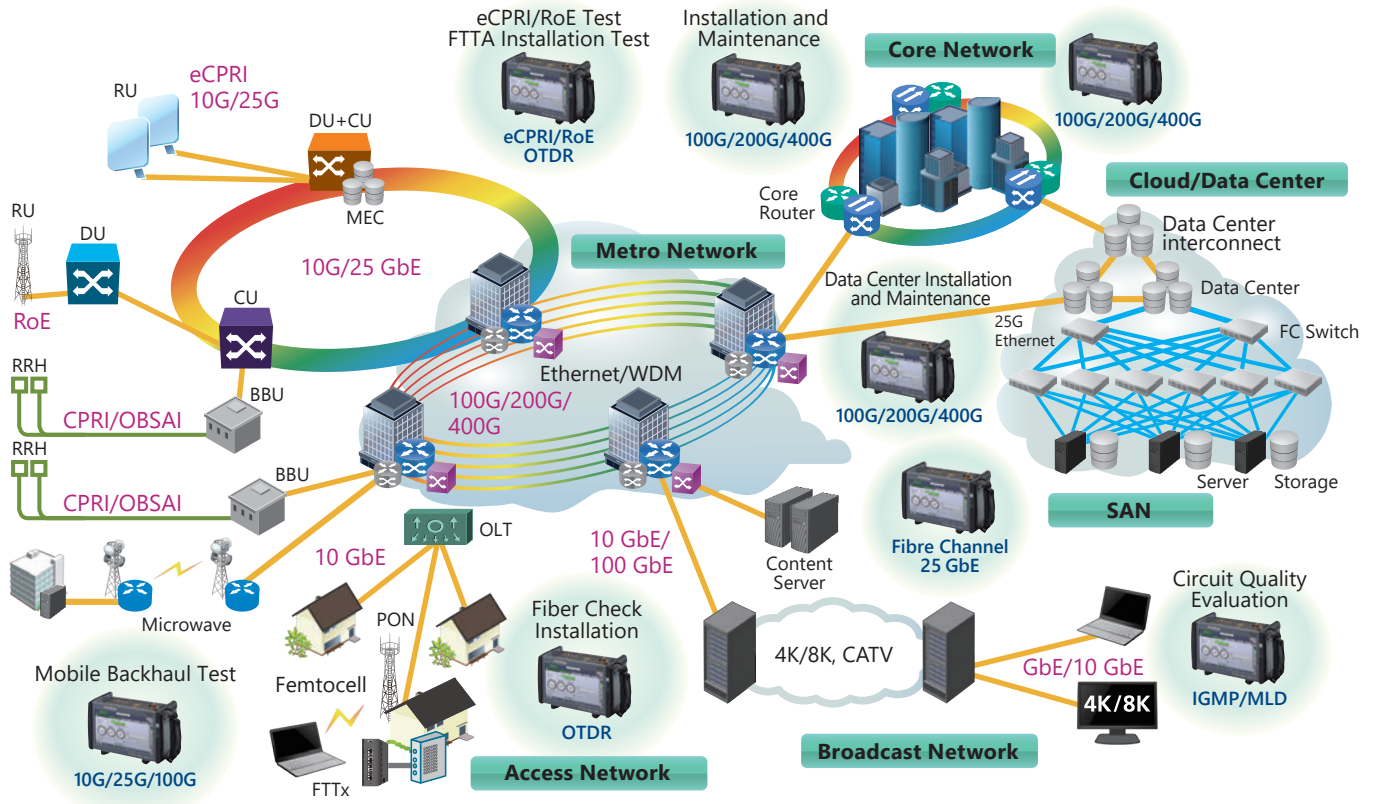 eCPRI/RoE Test
FTTA Installation Test
eCPRI/RoE
OTDR
Installation and
Maintenance
100G/200G/400G
Core Network
100G/200G/400G
RU
eCPRI
10G/25G
DU+CU
MEC
Core
Router
Cloud/Data Center
RU
DU
RoE
10G/25 GbE
CU
Metro Network
Data Center
interconnect
Data Center Installation
and Maintenance
100G/200G/400G
Data Center
25G
Ethernet
FC Switch
RRH
CPRI/OBSAI
BBU
Ethernet/WDM
100G/200G/
400G
RRH
CPRI/OBSAI
BBU
Server
Storage
SAN
Fibre Channel
25 GbE
OLT
10 GbE
10 GbE/
100 GbE
Content
Server
Microwave
Mobile Backhaul Test
10G/25G/100G
PON
Femtocell
FTTx
Fiber Check
Installation
OTDR
Access Network
4K/8K, CATV
Broadcast Network
GbE/10 GbE
4K/8K
Circuit Quality
Evaluation
IGMP/MLD